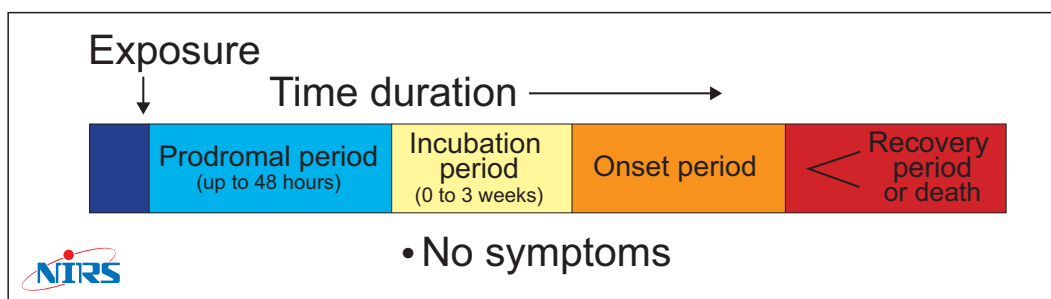 Exposure
Time duration
Prodromal period
(up to 48 hours)
Incubation
period
(0 to 3 weeks)
Onset period
Recovery
period
or death
• No symptoms
NIRS